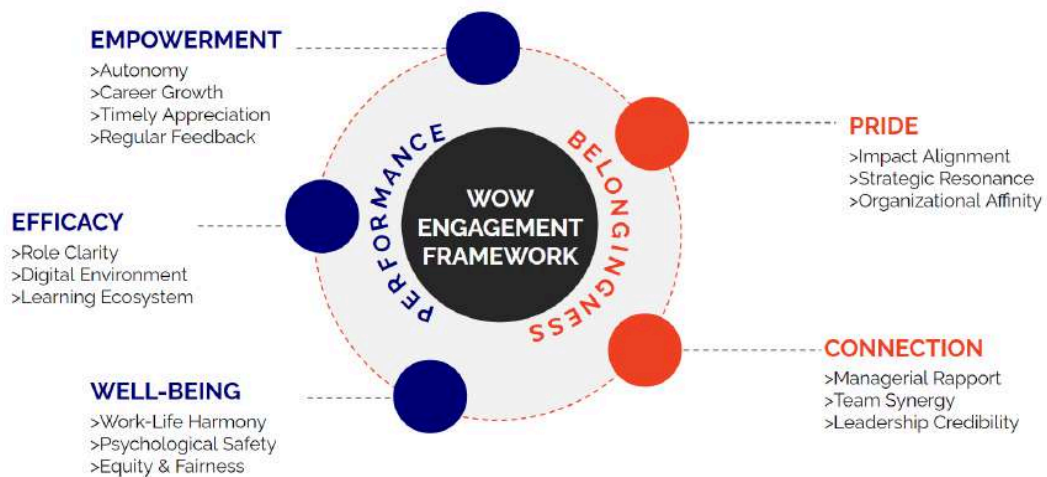 EMPOWERMENT
>Autonomy
>Career Growth
>Timely Appreciation
>Regular Feedback
EFFICACY
>Role Clarity
>Digital Environment
>Learning Ecosystem
WELL-BEING
>Work-Life Harmony
>Psychological Safety
>Equity & Fairness
PERFORMANCE
WOW
ENGAGEMENT
FRAMEWORK
BELONGINGNESS
PRIDE
>Impact Alignment
>Strategic Resonance
>Organizational Affinity
CONNECTION
>Managerial Rapport
>Team Synergy
>Leadership Credibility